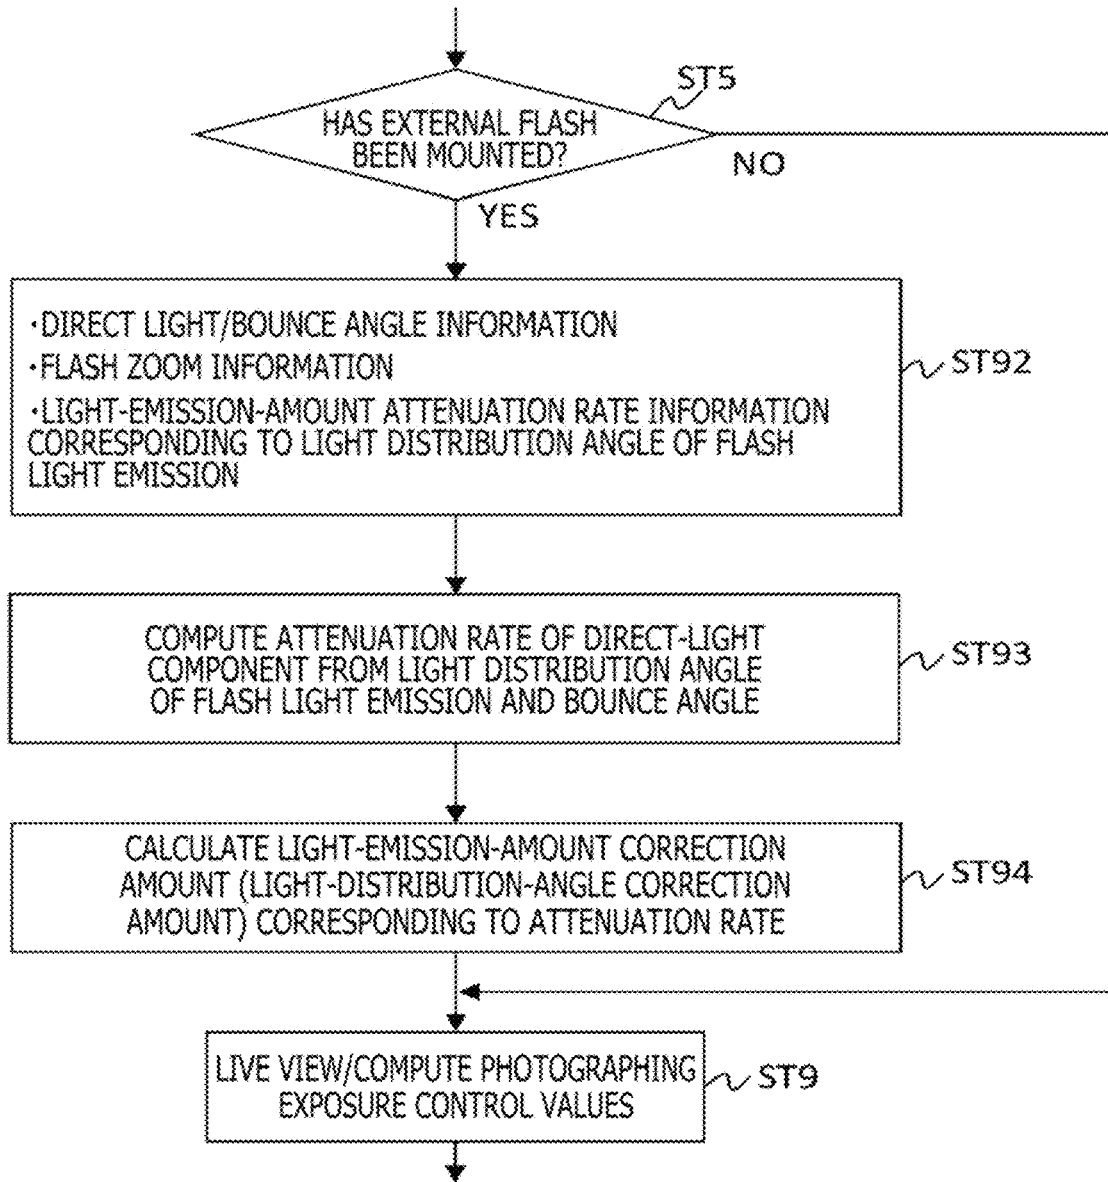 ST5
HAS EXTERNAL FLASH
BEEN MOUNTED?
NO
YES
・DIRECT LIGHT/BOUNCE ANGLE INFORMATION
・FLASH ZOOM INFORMATION
・LIGHT-EMISSION-AMOUNT ATTENUATION RATE INFORMATION
CORRESPONDING TO LIGHT DISTRIBUTION ANGLE OF FLASH
LIGHT EMISSION
ST92
COMPUTE ATTENUATION RATE OF DIRECT-LIGHT
COMPONENT FROM LIGHT DISTRIBUTION ANGLE
OF FLASH LIGHT EMISSION AND BOUNCE ANGLE
ST93
CALCULATE LIGHT-EMISSION-AMOUNT CORRECTION
AMOUNT (LIGHT-DISTRIBUTION-ANGLE CORRECTION
AMOUNT) CORRESPONDING TO ATTENUATION RATE
ST94
LIVE VIEW/COMPUTE PHOTOGRAPHING
EXPOSURE CONTROL VALUES
ST9